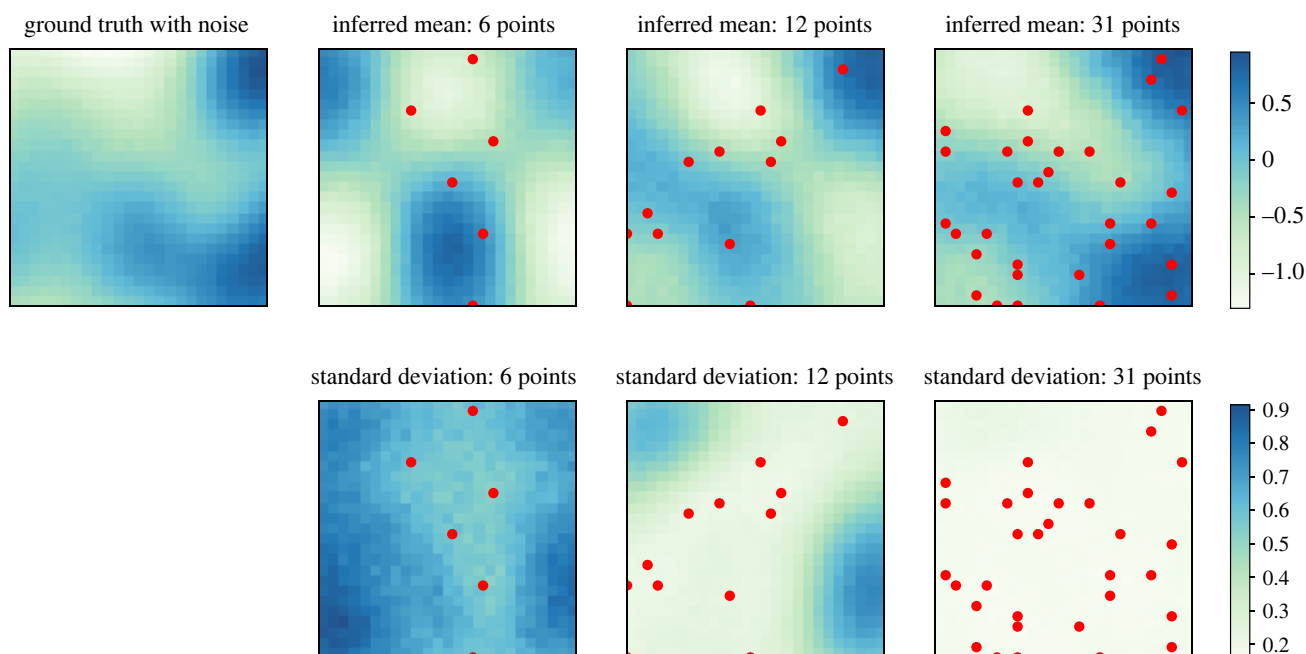 ground truth with noise
inferred mean: 6 points
inferred mean: 12 points
inferred mean: 31 points
0.5
0
–0.5
–1.0
standard deviation: 6 points
standard deviation: 12 points
standard deviation: 31 points
0.9
0.8
0.7
0.6
0.5
0.4
0.3
0.2